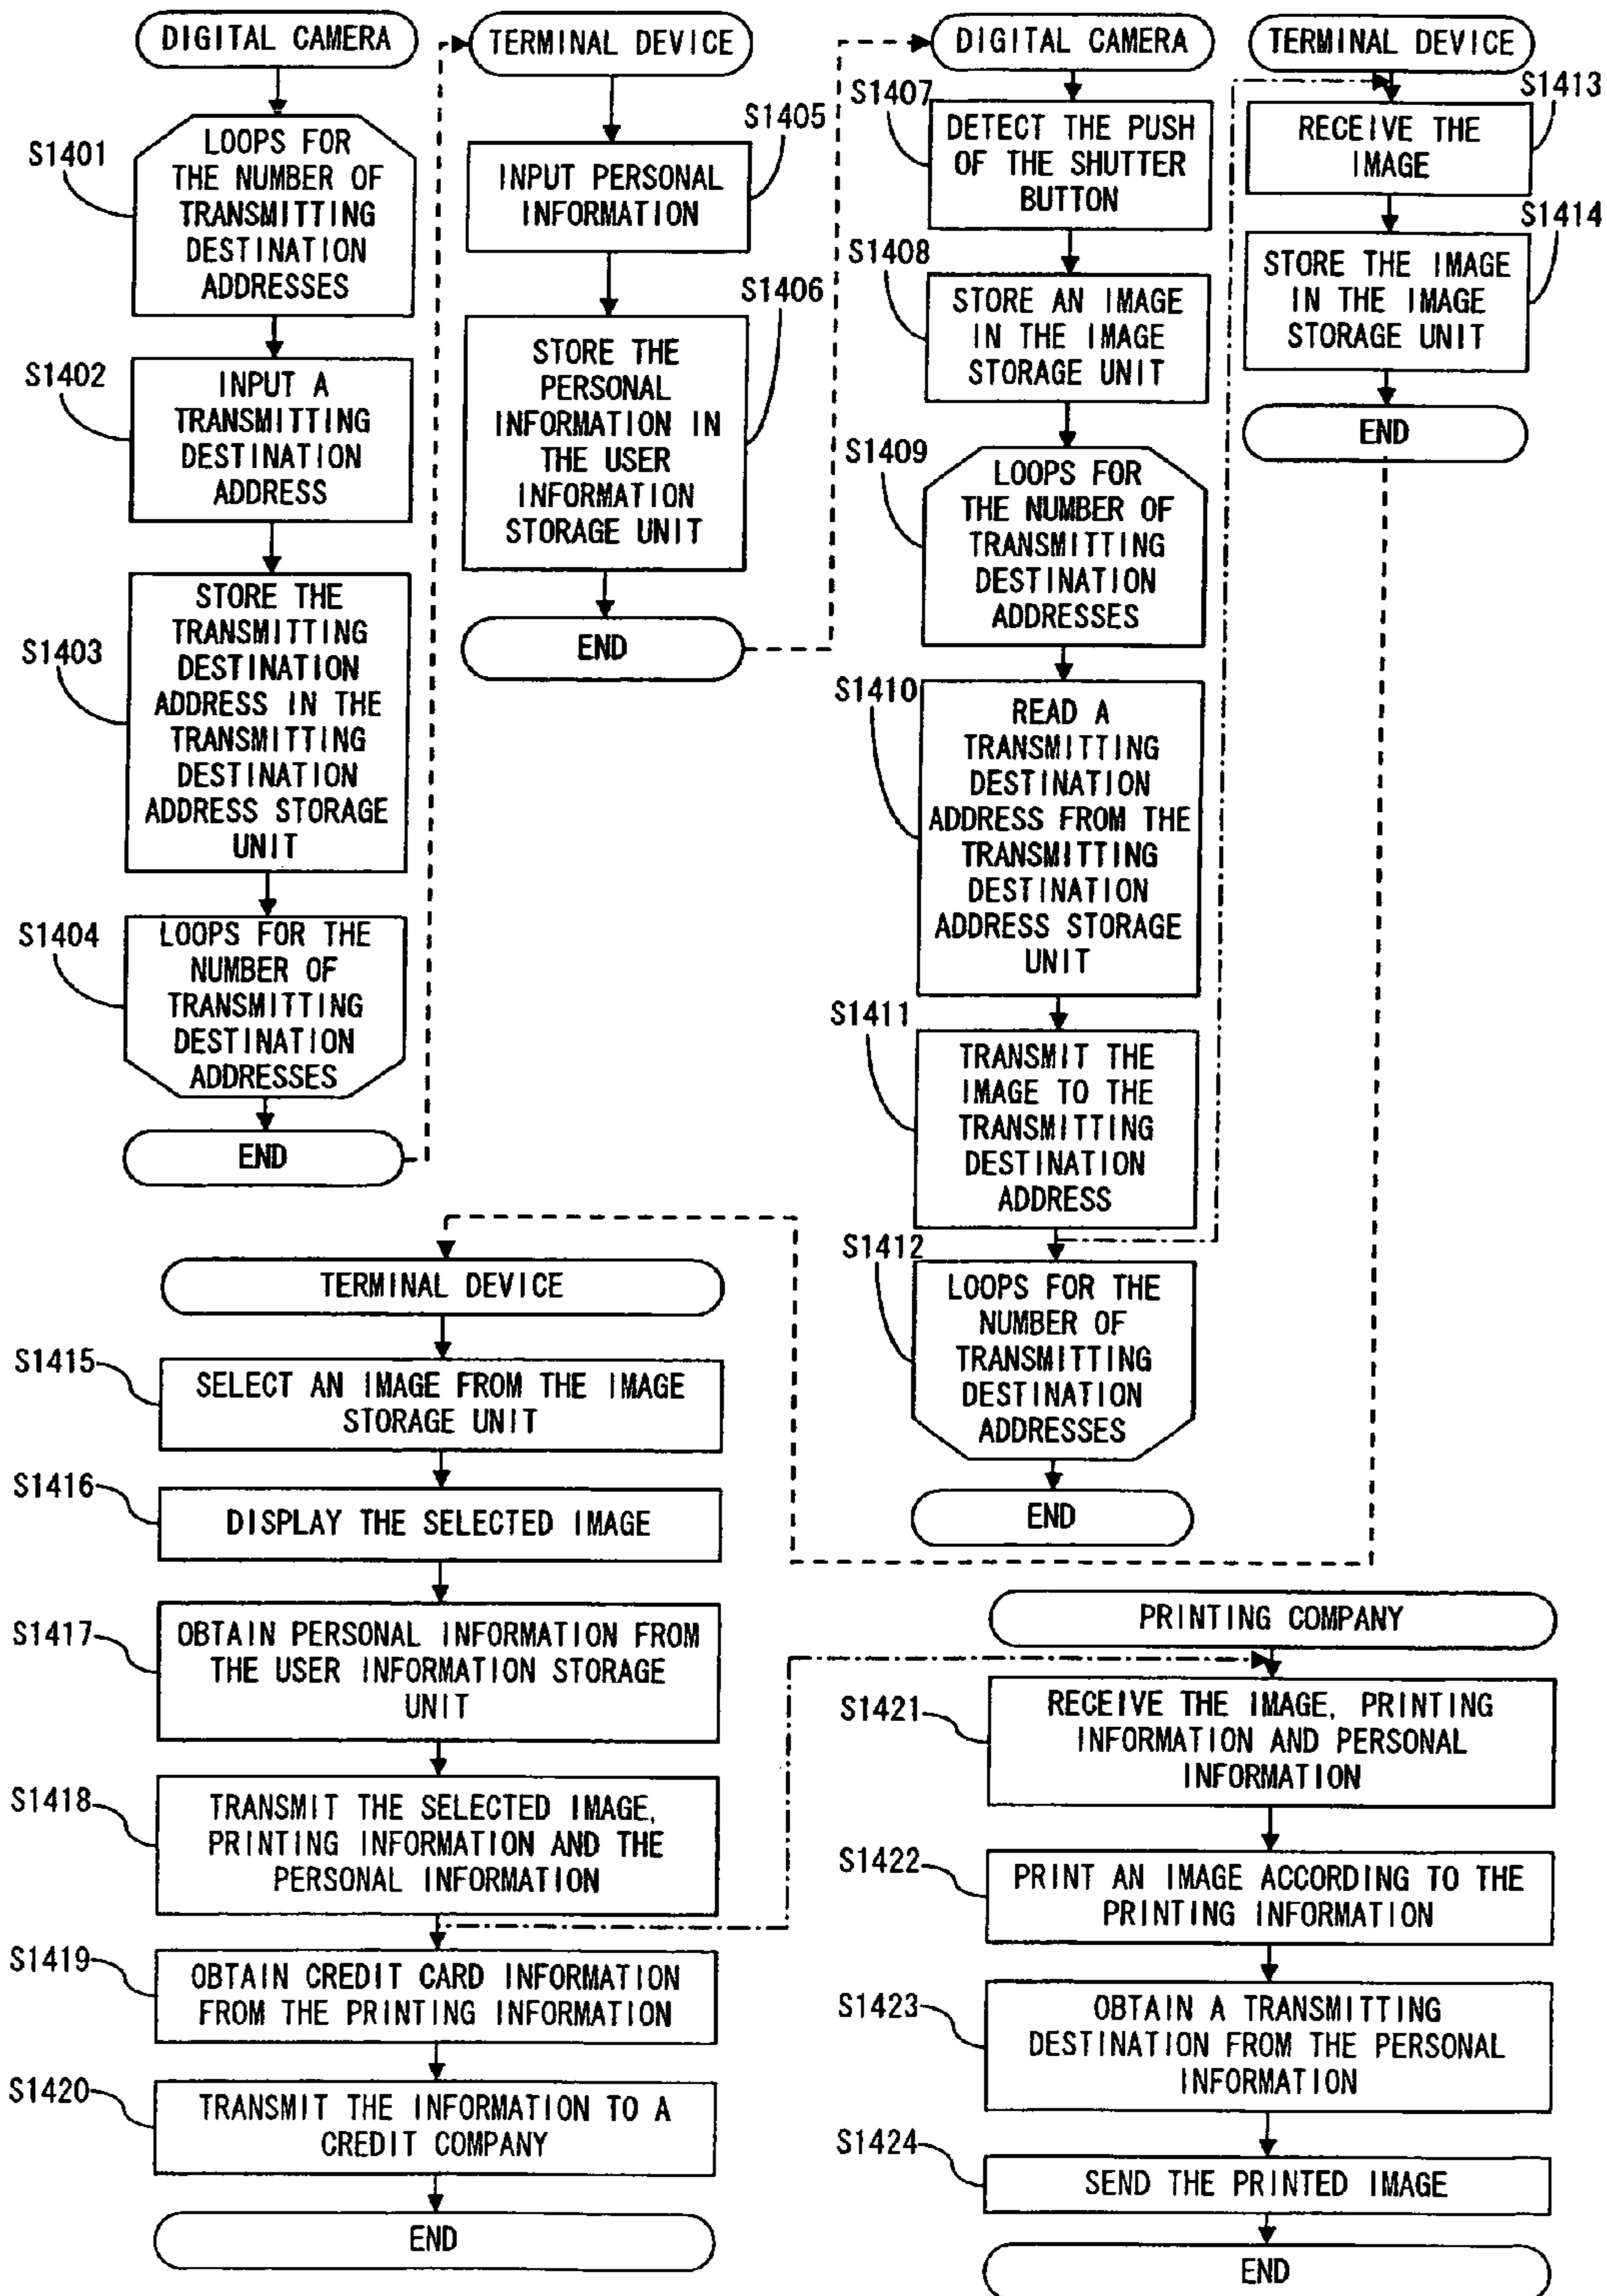 DIGITAL CAMERA
S1401
LOOPS FOR
THE NUMBER OF
TRANSMITTING
DESTINATION
ADDRESSES
S1402
INPUT A
TRANSMITTING
DESTINATION
ADDRESS
S1403
STORE THE
TRANSMITTING
DESTINATION
ADDRESS IN THE
TRANSMITTING
DESTINATION
ADDRESS STORAGE
UNIT
S1404
LOOPS FOR THE
NUMBER OF
TRANSMITTING
DESTINATION
ADDRESSES
END
TERMINAL DEVICE
S1405
INPUT PERSONAL
INFORMATION
S1406
STORE THE
PERSONAL
INFORMATION IN
THE USER
INFORMATION
STORAGE UNIT
END
DIGITAL CAMERA
S1407
DETECT THE PUSH
OF THE SHUTTER
BUTTON
S1408
STORE AN IMAGE
IN THE IMAGE
STORAGE UNIT
S1409
LOOPS FOR
THE NUMBER OF
TRANSMITTING
DESTINATION
ADDRESSES
S1410
READ A
TRANSMITTING
DESTINATION
ADDRESS FROM THE
TRANSMITTING
DESTINATION
ADDRESS STORAGE
UNIT
S1411
TRANSMIT THE
IMAGE TO THE
TRANSMITTING
DESTINATION
ADDRESS
S1412
LOOPS FOR THE
NUMBER OF
TRANSMITTING
DESTINATION
ADDRESSES
END
TERMINAL DEVICE
S1413
RECEIVE THE
IMAGE
S1414
STORE THE IMAGE
IN THE IMAGE
STORAGE UNIT
END
TERMINAL DEVICE
S1415
SELECT AN IMAGE FROM THE IMAGE
STORAGE UNIT
S1416
DISPLAY THE SELECTED IMAGE
S1417
OBTAIN PERSONAL INFORMATION FROM
THE USER INFORMATION STORAGE
UNIT
S1418
TRANSMIT THE SELECTED IMAGE,
PRINTING INFORMATION AND THE
PERSONAL INFORMATION
S1419
OBTAIN CREDIT CARD INFORMATION
FROM THE PRINTING INFORMATION
S1420
TRANSMIT THE INFORMATION TO A
CREDIT COMPANY
END
PRINTING COMPANY
S1421
RECEIVE THE IMAGE, PRINTING
INFORMATION AND PERSONAL
INFORMATION
S1422
PRINT AN IMAGE ACCORDING TO THE
PRINTING INFORMATION
S1423
OBTAIN A TRANSMITTING
DESTINATION FROM THE PERSONAL
INFORMATION
S1424
SEND THE PRINTED IMAGE
END